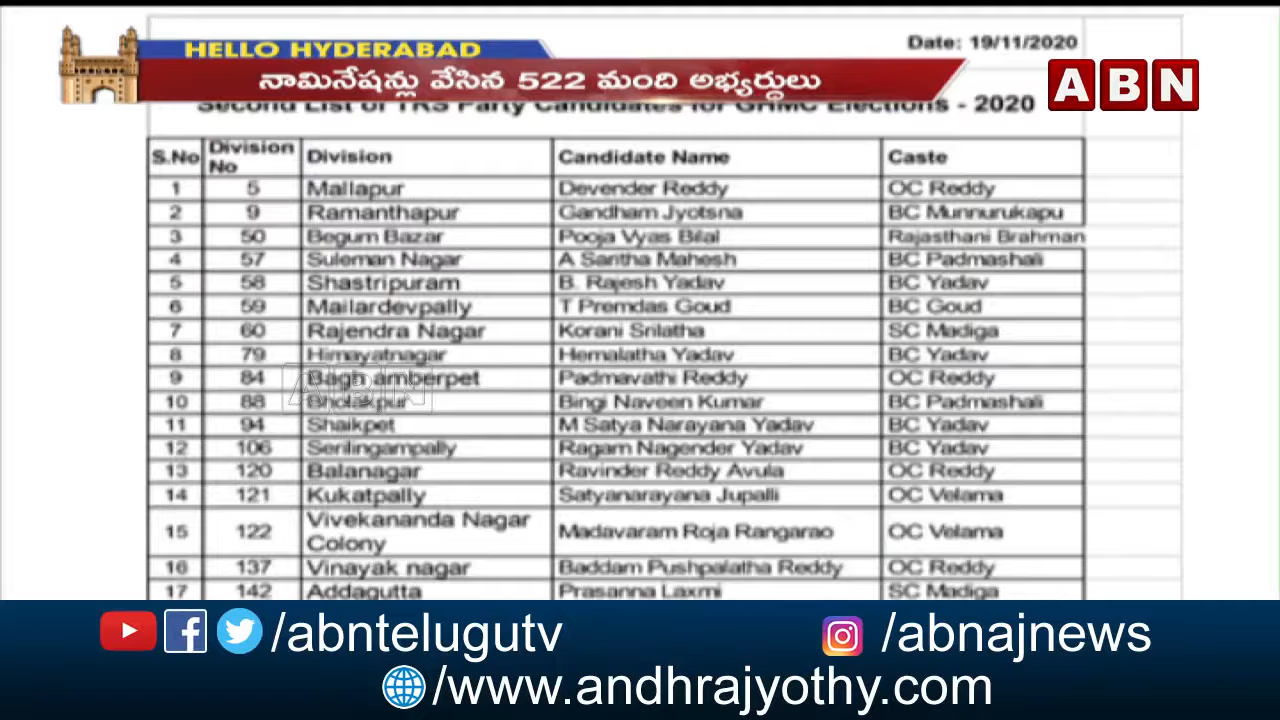 HELLO HYDERABAD
Date: 19/11/2020
నామినేషన్లు వేసిన 522 మంది అభ్యర్థులు
ABN
Second List of TRS Party Candidates for GHMC Elections - 2020
S.No Division No Division Candidate Name Caste
1 5 Mallapur Devender Reddy OC Reddy
2 9 Ramanthapur Gandham Jyotsna BC Munnurukapu
3 50 Begum Bazar Pooja Vyas Bilal Rajasthani Brahman
4 57 Suleman Nagar A Saritha Mahesh BC Padmashali
5 58 Shastripuram B. Rajesh Yadav BC Yadav
6 59 Mailardevpally T Premdas Goud BC Goud
7 60 Rajendra Nagar Korani Srilatha SC Madiga
8 79 Himayatnagar Hemalatha Yadav BC Yadav
9 84 Bagh amberpet Padmavathi Reddy OC Reddy
ABN
10 88 Bholakpur Bingi Naveen Kumar BC Padmashali
11 94 Shaikpet M Satya Narayana Yadav BC Yadav
12 106 Serilingampally Ragam Nagender Yadav BC Yadav
13 120 Balanagar Ravinder Reddy Avula OC Reddy
14 121 Kukatpally Satyanarayana Jupalli OC Velama
15 122 Vivekananda Nagar Colony Madavaram Roja Rangarao OC Velama
16 137 Vinayak nagar Baddam Pushpalatha Reddy OC Reddy
17 142 Addagutta Prasanna Laxmi SC Madiga
/abntelugutv
/abnajnews
/www.andhrajyothy.com